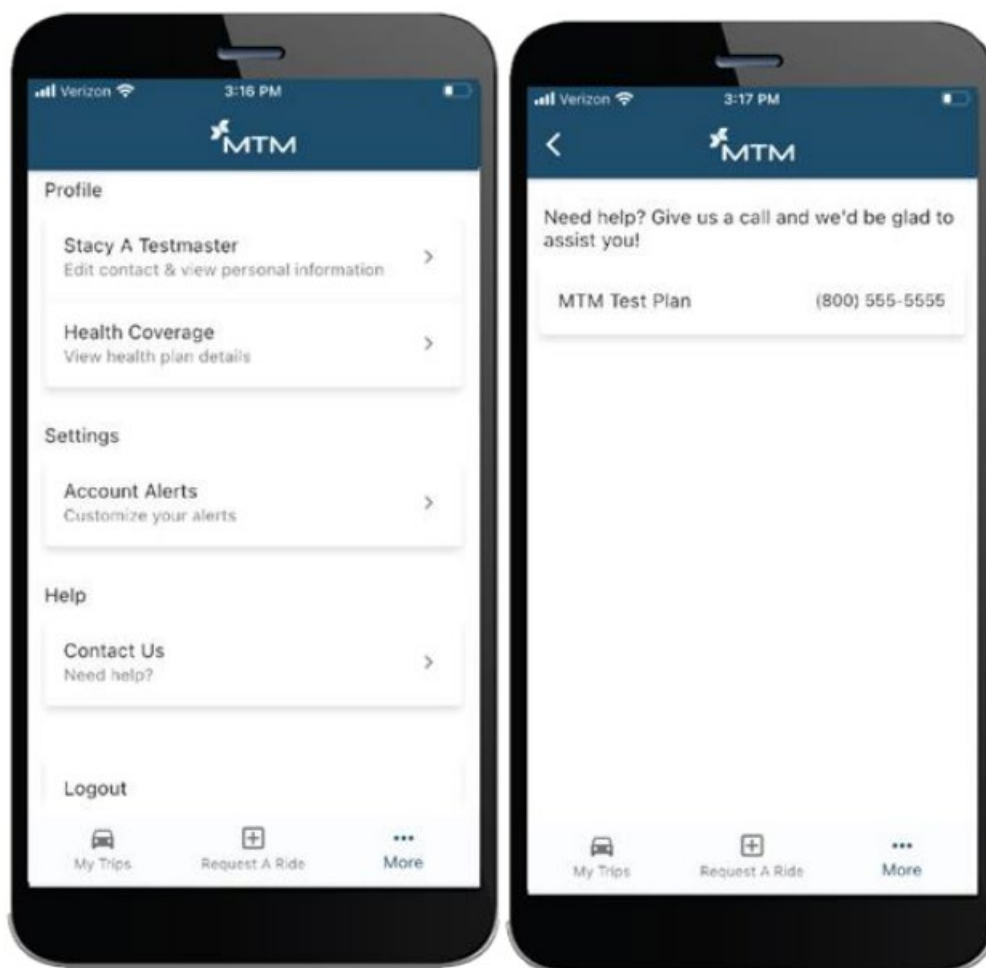 Verizon 3:16 PM
MTM
Profile
Stacy A Testmaster
Edit contact & view personal information
Health Coverage
View health plan details
Settings
Account Alerts
Customize your alerts
Help
Contact Us
Need help?
Logout
My Trips Request A Ride More
Verizon 3:17 PM
MTM
Need help? Give us a call and we'd be glad to
assist you!
MTM Test Plan (800) 555-5555
My Trips Request A Ride More